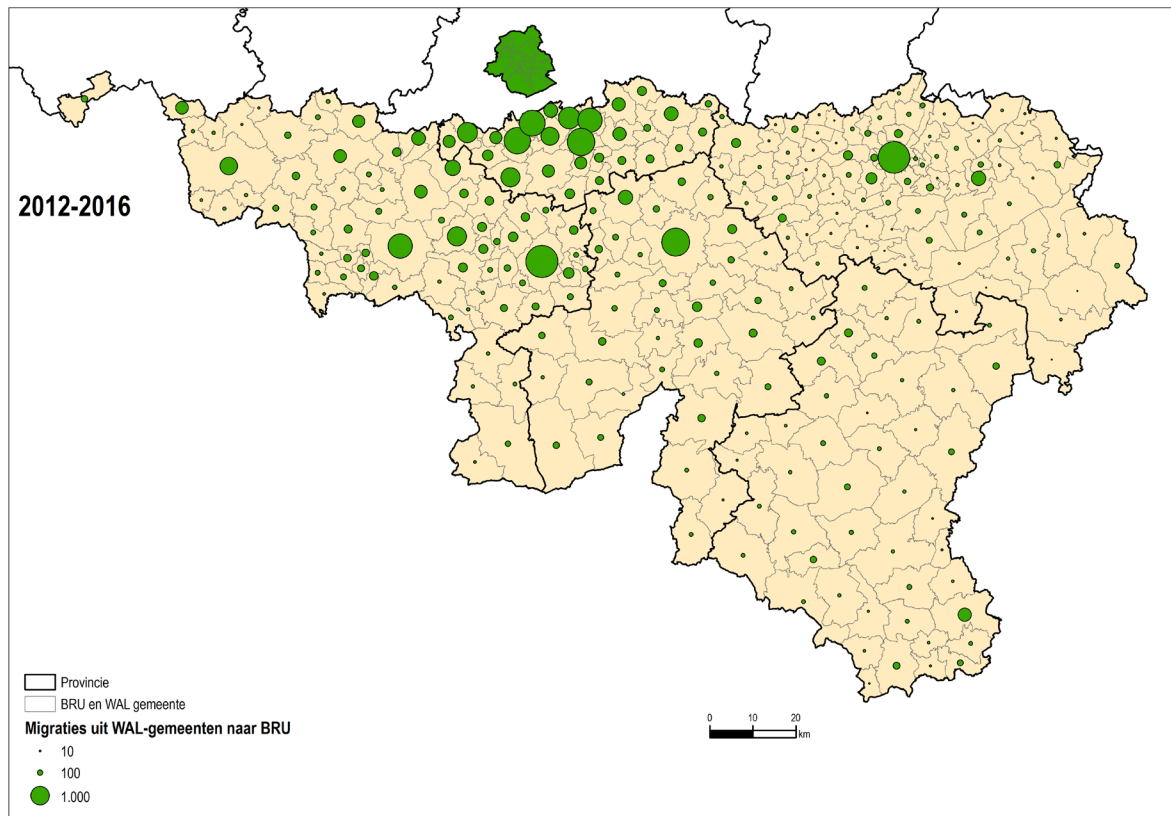 2012-2016
Provincie
BRU en WAL gemeente
Migraties uit WAL-gemeenten naar BRU
10
100
1.000
0 10 20
km